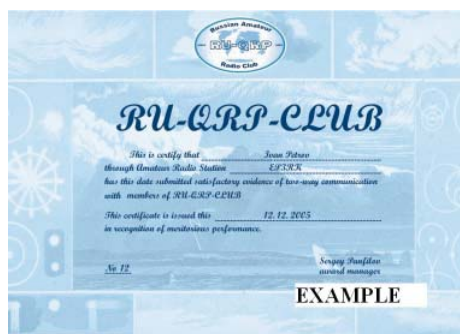 Russian Amateur
RU-QRP
Radio Club
RU-QRP-CLUB
This is certify that Ivan Petrov
through Amateur Radio Station EP3RK
has this date submitted satisfactory evidence of two-way communication
with members of RU-QRP-CLUB
This certificate is issued this 12.12.2005
in recognition of meritorious performance.
No 12
Sergey Panfilov
award manager
EXAMPLE